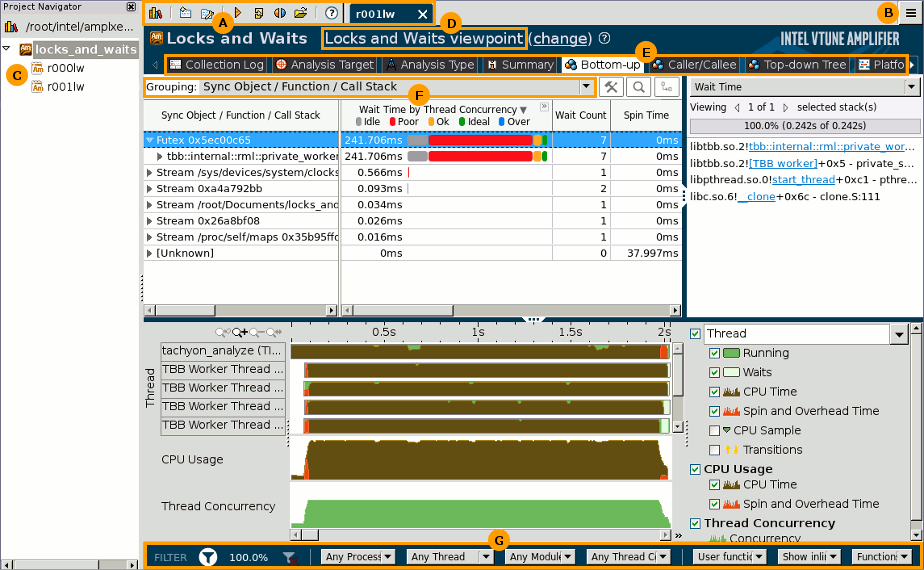 Project Navigator
/root/intel/amplxe...
locks_and_waits
r000lw
r001lw
C
A
r001lw
D
B
Locks and Waits
Locks and Waits viewpoint (change)
INTEL VTUNE AMPLIFIER
E
Collection Log
Analysis Target
Analysis Type
Summary
Bottom-up
Caller/Callee
Top-down Tree
Platfo
Grouping: Sync Object / Function / Call Stack
F
Sync Object / Function / Call Stack
Wait Time by Thread Concurrency
Idle Poor Ok Ideal Over
Wait Count
Spin Time
Futex 0x5ec00c65 241.706ms 7 0ms
tbb::internal::rml::private_worker 241.706ms 7 0ms
Stream /sys/devices/system/clocks 0.566ms 1 0ms
Stream 0xa4a792bb 0.093ms 2 0ms
Stream /root/Documents/locks_and 0.034ms 1 0ms
Stream 0x26a8bf08 0.026ms 1 0ms
Stream /proc/self/maps 0x35b95ffd 0.016ms 1 0ms
[Unknown] 0ms 0 37.997ms
Wait Time
Viewing 1 of 1 selected stack(s)
100.0% (0.242s of 0.242s)
libtbb.so.2!tbb::internal::rml::private_wor...
libtbb.so.2![TBB worker]+0x5 - private_s...
libpthread.so.0!start_thread+0xc1 - pthre...
libc.so.6!__clone+0x6c - clone.S:111
0.5s 1s 1.5s 2s
Thread
tachyon_analyze (TI...
TBB Worker Thread ...
TBB Worker Thread ...
TBB Worker Thread ...
TBB Worker Thread ...
CPU Usage
Thread Concurrency
Thread
Running
Waits
CPU Time
Spin and Overhead Time
CPU Sample
Transitions
CPU Usage
CPU Time
Spin and Overhead Time
Thread Concurrency
Concurrency
G
FILTER 100.0% Any Process Any Thread Any Module Any Thread C User functi Show inli Function